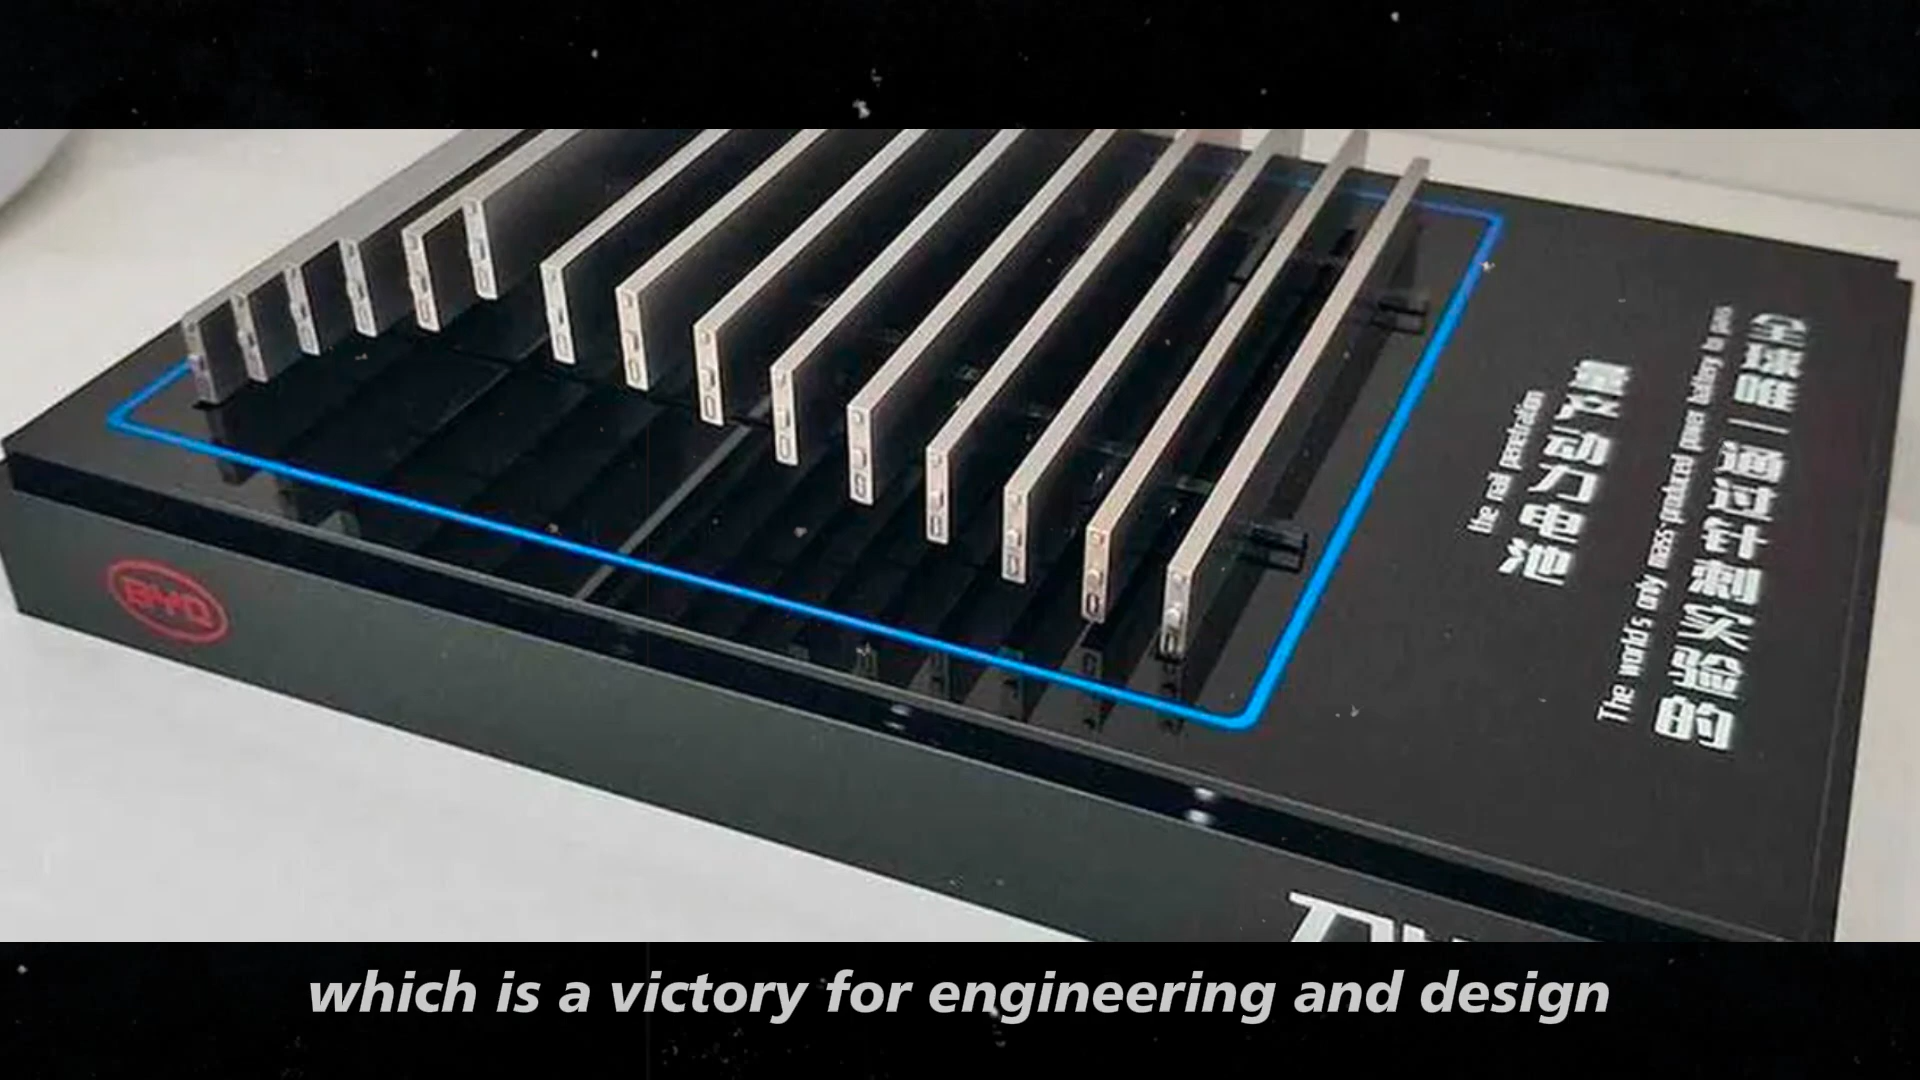 BYD
全球唯一通过针刺实验的
The world's only mass-produced power battery to pass
量产动力电池
the nail penetration
which is a victory for engineering and design